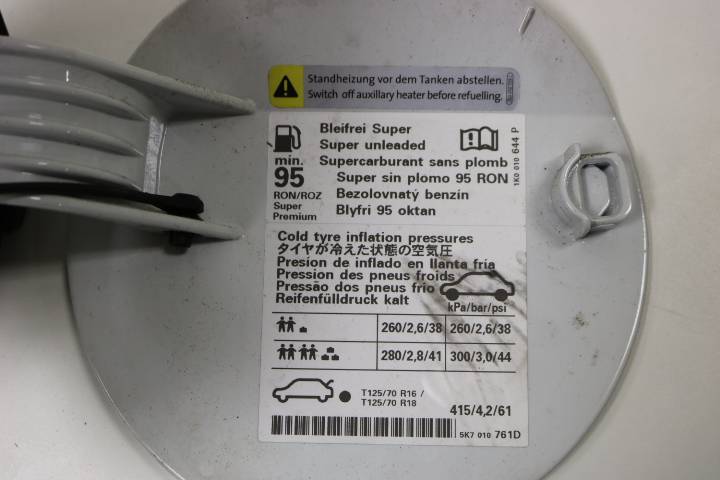 Standheizung vor dem Tanken abstellen.
Switch off auxillary heater before refuelling.
Bleifrei Super
Super unleaded
Supercarburant sans plomb
Super sin plomo 95 RON
Bezolovnatý benzín
Blyfri 95 oktan
min.
95
RON/ROZ
Super
Premium
1K0 010 644 P
Cold tyre inflation pressures
タイヤが冷えた状態の空気圧
Presión de inflado en llanta fría
Pression des pneus froids
Pressão dos pneus frio
Reifenfülldruck kalt
kPa/bar/psi
260/2,6/38 260/2,6/38
280/2,8/41 300/3,0/44
T125/70 R16 /
T125/70 R18
415/4,2/61
5K7 010 761D